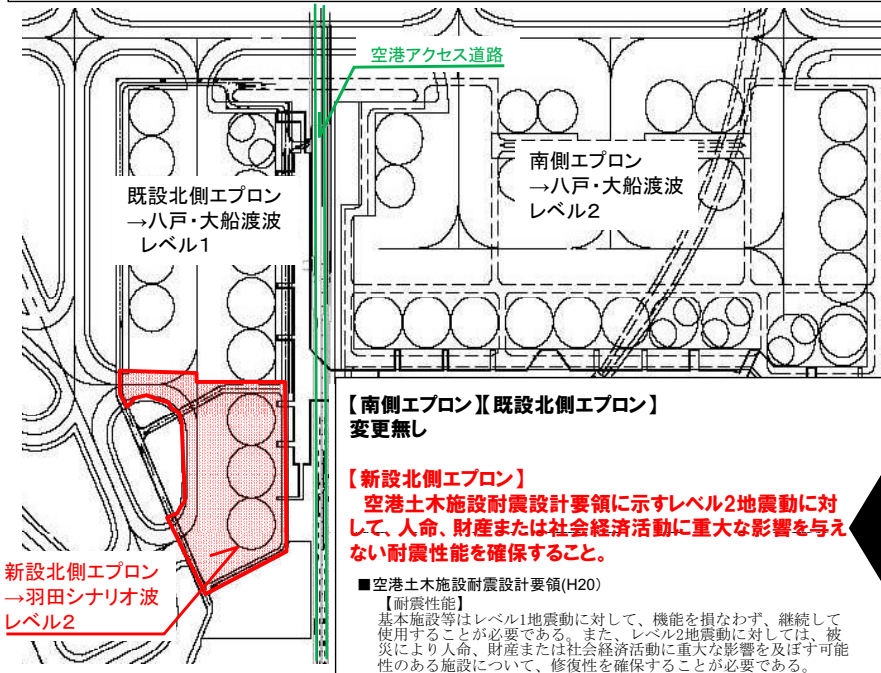 空港アクセス道路
既設北側エプロン
→八戸・大船渡波
レベル1
南側エプロン
→八戸・大船渡波
レベル2
新設北側エプロン
→羽田シナリオ波
レベル2
【南側エプロン】【既設北側エプロン】
変更無し
【新設北側エプロン】
空港土木施設耐震設計要領に示すレベル2地震動に対
して、人命、財産または社会経済活動に重大な影響を与え
ない耐震性能を確保すること。
■空港土木施設耐震設計要領(H20)
【耐震性能】
基本施設等はレベル1地震動に対して、機能を損なわず、継続して
使用することが必要である。また、レベル2地震動に対しては、被
災により人命、財産または社会経済活動に重大な影響を及ぼす可能
性のある施設について、修復性を確保することが必要である。